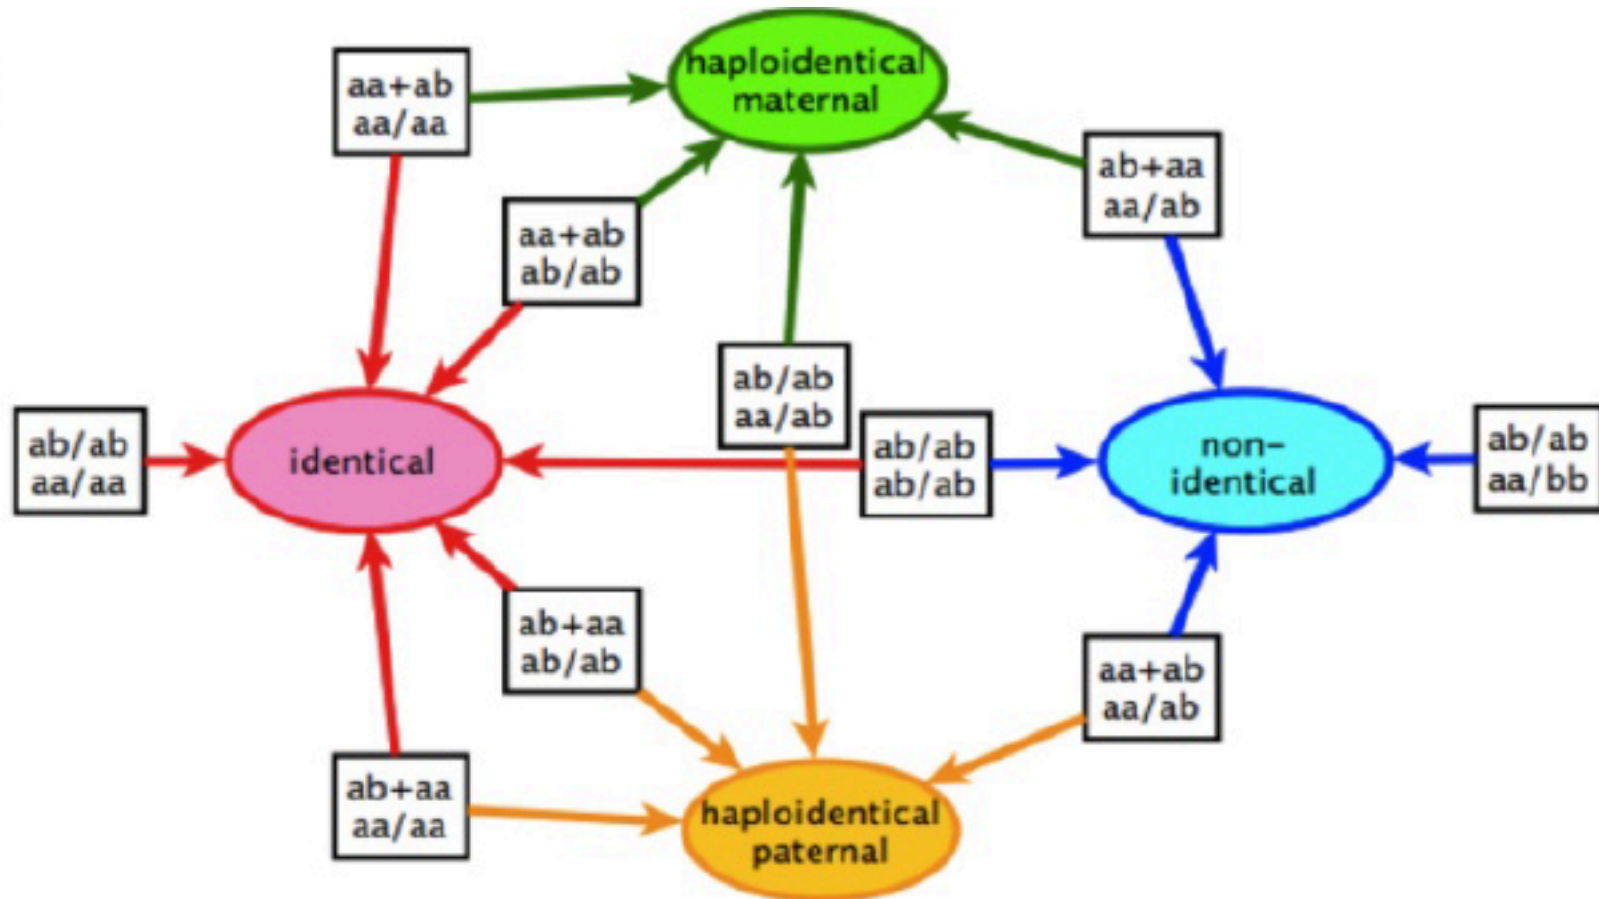 haploidentical
maternal
aa+ab
aa/aa
ab+aa
aa/ab
aa+ab
ab/ab
ab/ab
aa/ab
ab/ab
aa/aa
identical
ab/ab
ab/ab
non-
identical
ab/ab
aa/bb
ab+aa
ab/ab
aa+ab
aa/ab
ab+aa
aa/aa
haploidentical
paternal